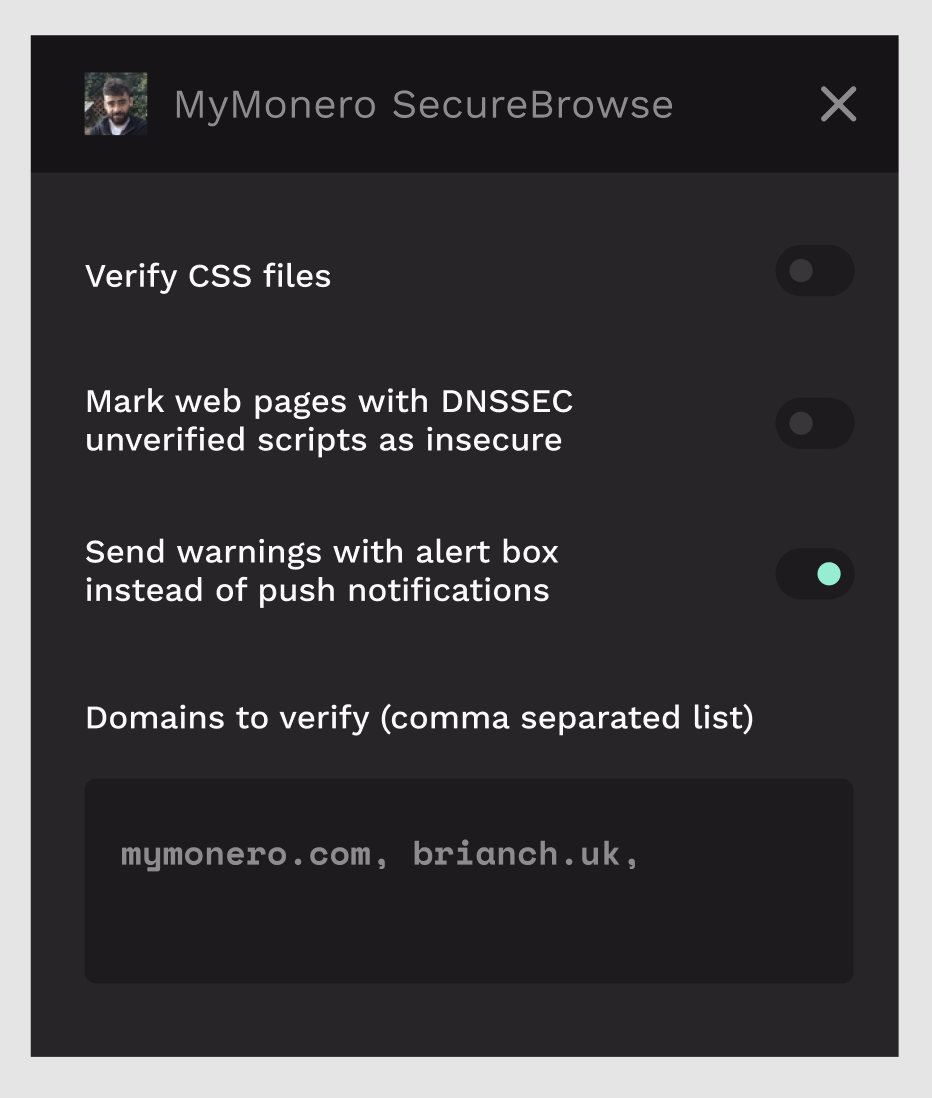 MyMonero SecureBrowse
Verify CSS files
Mark web pages with DNSSEC
unverified scripts as insecure
Send warnings with alert box
instead of push notifications
Domains to verify (comma separated list)
mymonero.com, brianch.uk,